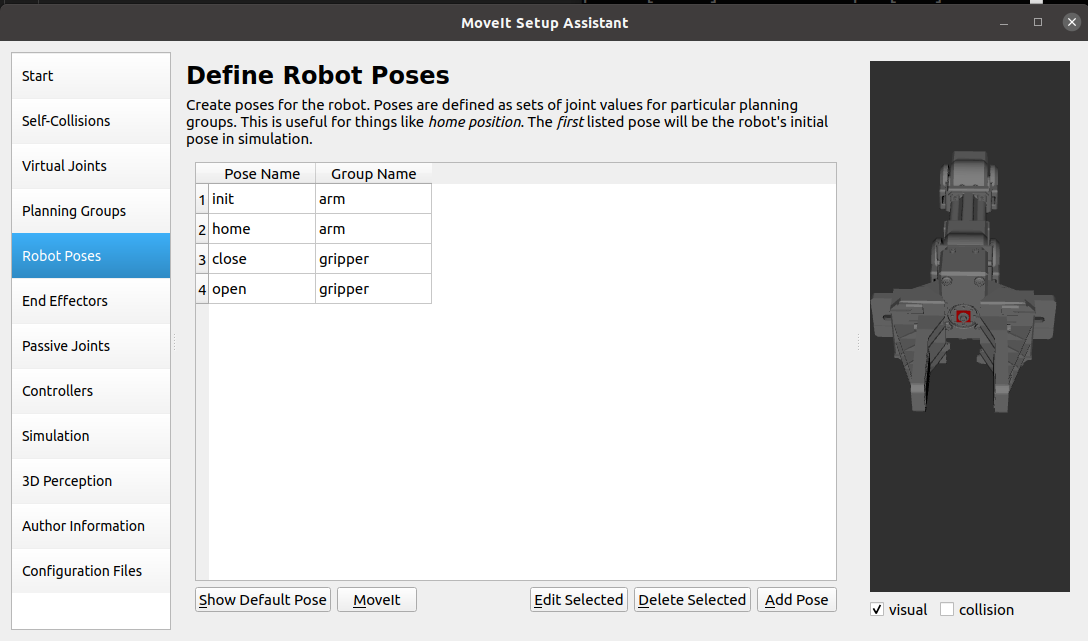 MoveIt Setup Assistant
Start
Self-Collisions
Virtual Joints
Planning Groups
Robot Poses
End Effectors
Passive Joints
Controllers
Simulation
3D Perception
Author Information
Configuration Files
Define Robot Poses
Create poses for the robot. Poses are defined as sets of joint values for particular planning
groups. This is useful for things like home position. The first listed pose will be the robot's initial
pose in simulation.
Pose Name Group Name
1 init arm
2 home arm
3 close gripper
4 open gripper
Show Default Pose MoveIt Edit Selected Delete Selected Add Pose
visual collision